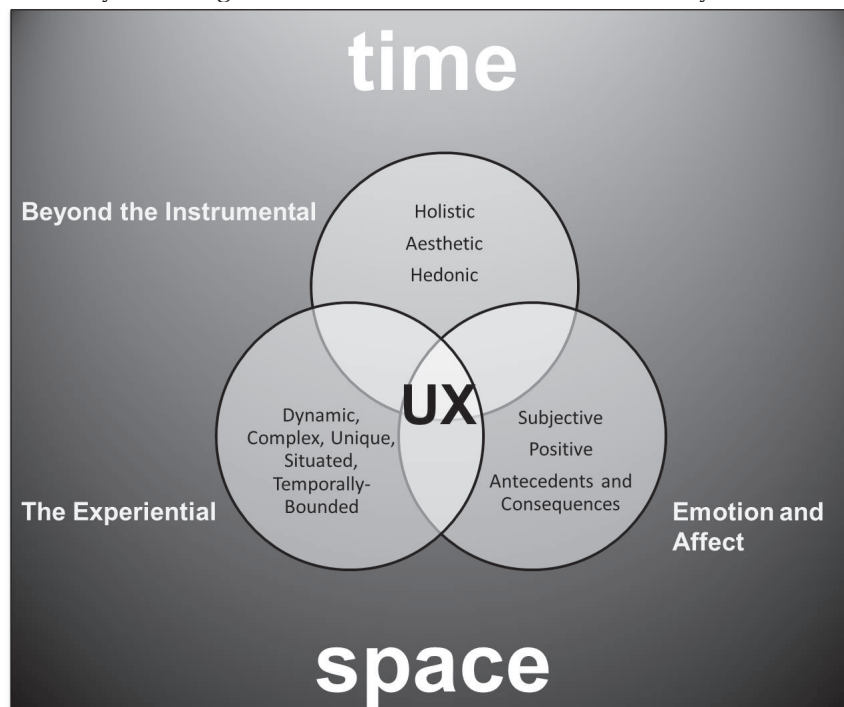 time
Beyond the Instrumental
Holistic
Aesthetic
Hedonic
UX
Dynamic,
Complex, Unique,
Situated,
Temporally-
Bounded
Subjective
Positive
Antecedents and
Consequences
The Experiential
Emotion and
Affect
space